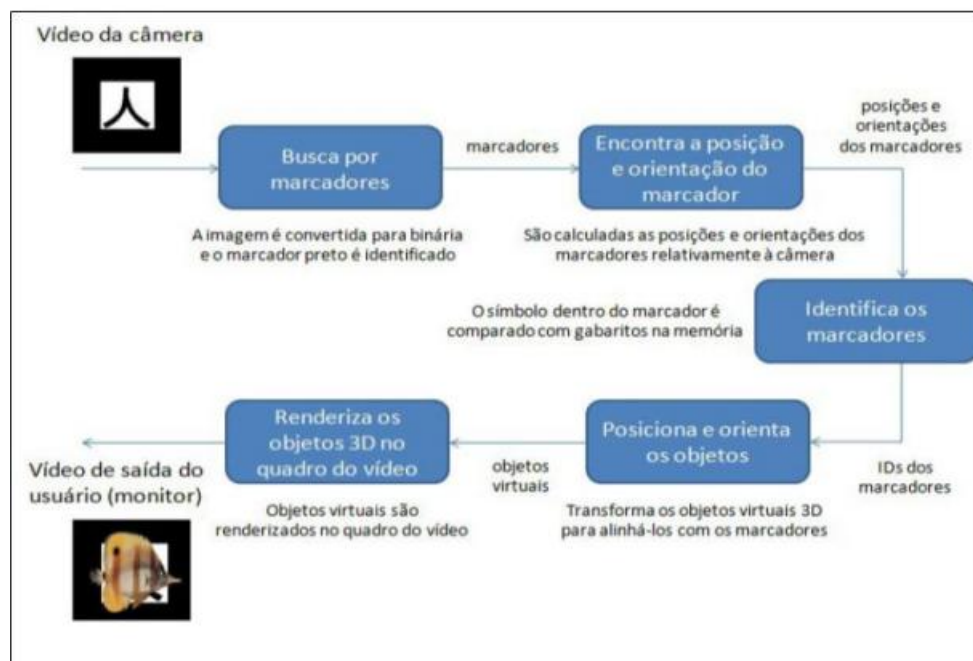 Vídeo da câmera
人
Busca por
marcadores
A imagem é convertida para binária
e o marcador preto é identificado
marcadores
Encontra a posição
e orientação do
marcador
São calculadas as posições e orientações dos
marcadores relativamente à câmera
posições e
orientações
dos marcadores
Identifica os
marcadores
O símbolo dentro do marcador é
comparado com gabaritos na memória
IDs dos
marcadores
Posiciona e orienta
os objetos
Transforma os objetos virtuais 3D
para alinhá-los com os marcadores
objetos
virtuais
Renderiza os
objetos 3D no
quadro do vídeo
Objetos virtuais são
renderizados no quadro do vídeo
Vídeo de saída do
usuário (monitor)